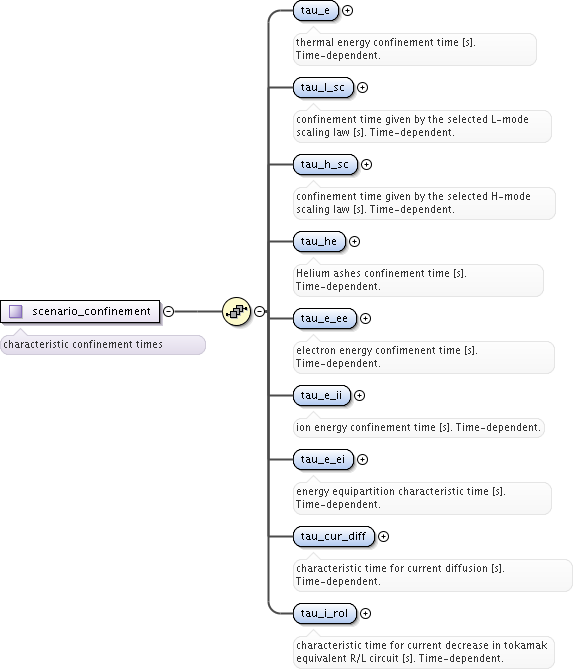 tau_e
thermal energy confinement time [s].
Time-dependent.
tau_l_sc
confinement time given by the selected L-mode
scaling law [s]. Time-dependent.
tau_h_sc
confinement time given by the selected H-mode
scaling law [s]. Time-dependent.
tau_he
Helium ashes confinement time [s].
Time-dependent.
scenario_confinement
characteristic confinement times
tau_e_ee
electron energy confimenent time [s].
Time-dependent.
tau_e_ii
ion energy confinement time [s]. Time-dependent.
tau_e_ei
energy equipartition characteristic time [s].
Time-dependent.
tau_cur_diff
characteristic time for current diffusion [s].
Time-dependent.
tau_i_rol
characteristic time for current decrease in tokamak
equivalent R/L circuit [s]. Time-dependent.